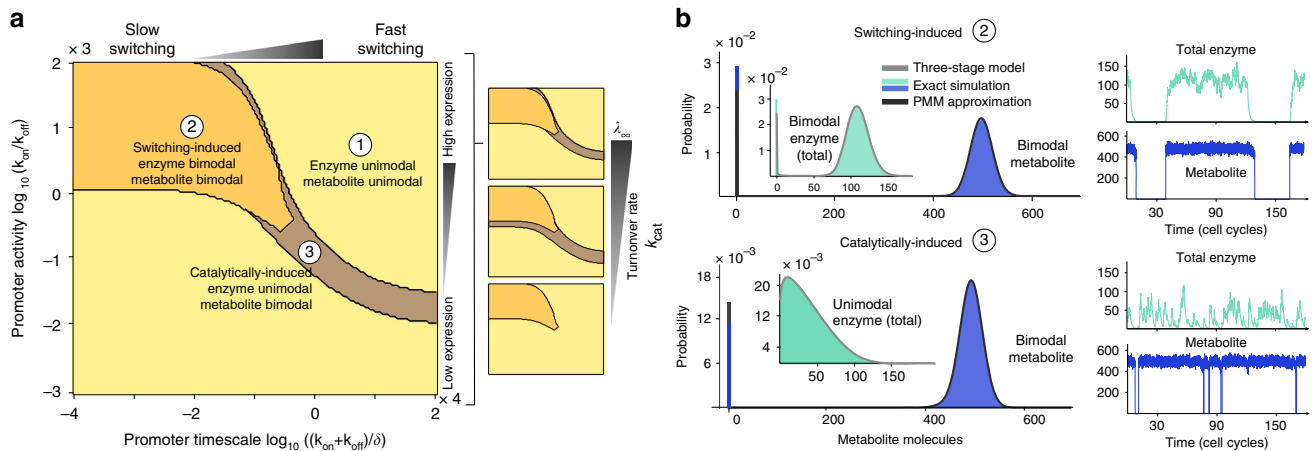 a
Slow
switching
Fast
switching
× 3
2
1
0
−1
−2
−3
−4
−2
0
2
× 4
Promoter activity log10 (kon/koff)
Promoter timescale log10 ((kon+koff)/δ)
2
Switching-induced
enzyme bimodal
metabolite bimodal
1
Enzyme unimodal
metabolite unimodal
3
Catalytically-induced
enzyme unimodal
metabolite bimodal
High expression
Low expression
λ∞
Turnonver rate
kcat
b
Switching-induced 2
× 10−2
3
2
1
0
Probability
0
200
400
600
Three-stage model
Exact simulation
PMM approximation
× 10−2
3
2
1
0
50
100
150
Bimodal
enzyme
(total)
Bimodal
metabolite
Total enzyme
150
100
50
600
400
200
Metabolite
30
90
150
Time (cell cycles)
Catalytically-induced 3
× 10−3
18
12
6
Probability
0
200
400
600
Metabolite molecules
× 10−3
20
12
4
50
100
150
Unimodal
enzyme (total)
Bimodal
metabolite
Total enzyme
150
100
50
Metabolite
600
400
200
30
90
150
Time (cell cycles)